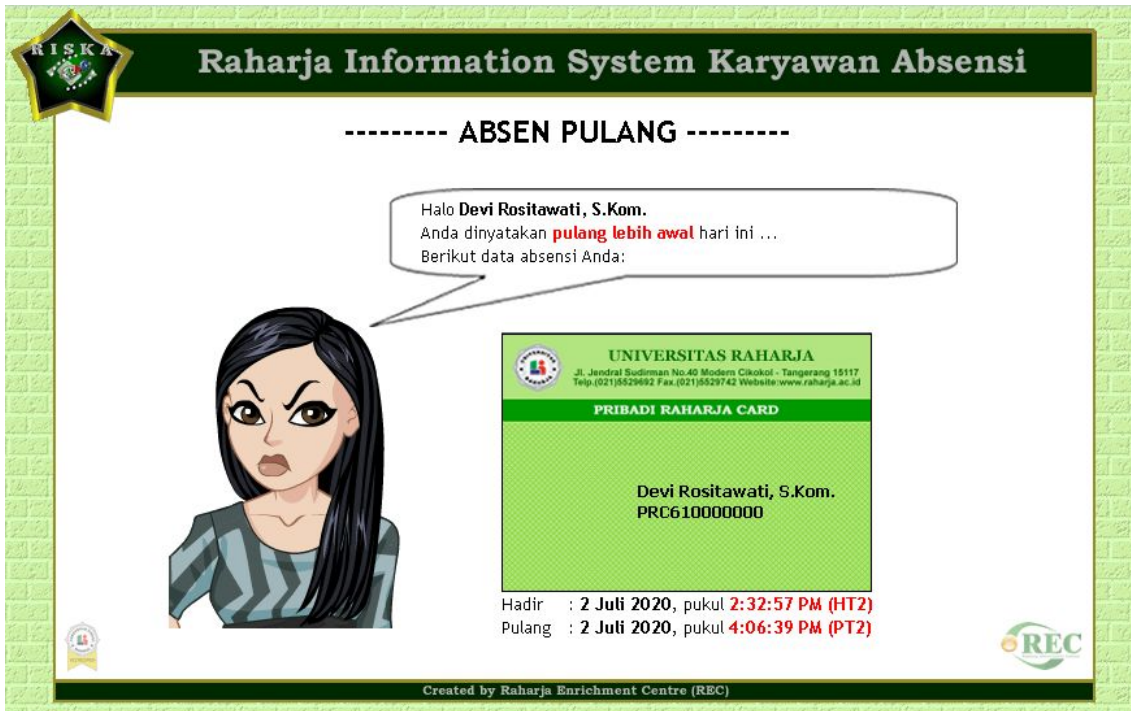 RISKA
Raharja Information System Karyawan Absensi
--------- ABSEN PULANG ---------
Halo Devi Rositawati, S.Kom.
Anda dinyatakan pulang lebih awal hari ini ...
Berikut data absensi Anda:
UNIVERSITAS RAHARJA
Jl. Jendral Sudirman No.40 Modern Cikokol - Tangerang 15117
Telp.(021)5529692 Fax.(021)5529742 Website:www.raharja.ac.id
PRIBADI RAHARJA CARD
Devi Rositawati, S.Kom.
PRC610000000
Hadir : 2 Juli 2020, pukul 2:32:57 PM (HT2)
Pulang : 2 Juli 2020, pukul 4:06:39 PM (PT2)
REC
Created by Raharja Enrichment Centre (REC)